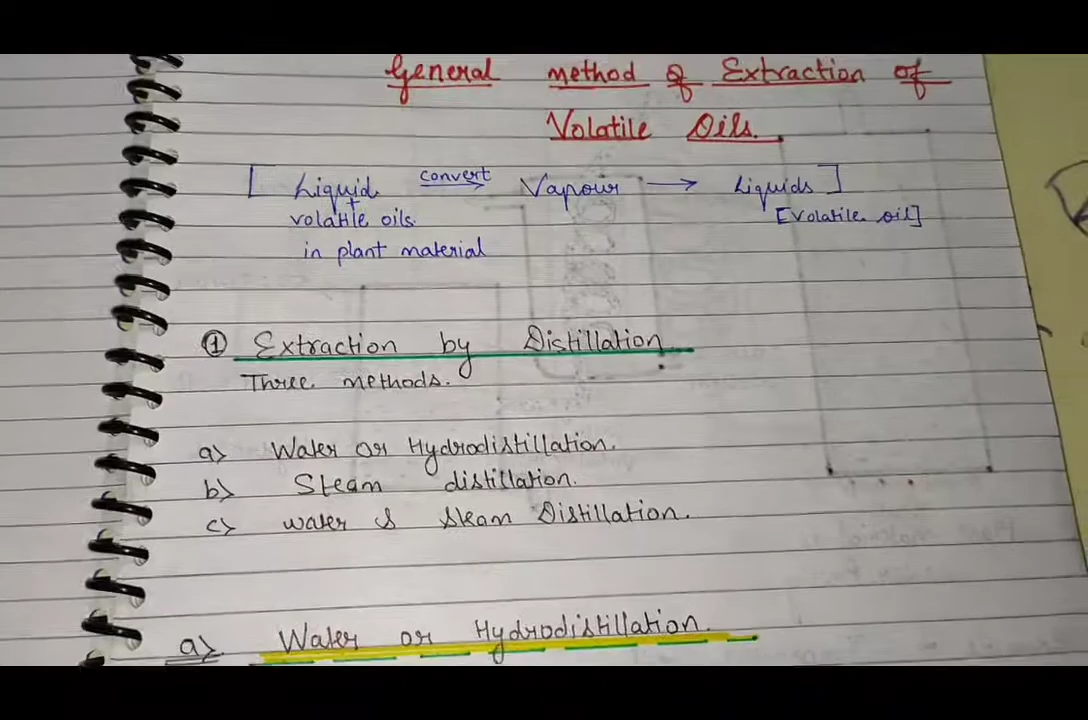 General method of Extraction of
Volatile Oils.
[ Liquid convert → Vapour → Liquids ]
+
volatile oils [Volatile oil]
in plant material
① Extraction by Distillation
Three methods.
a> Water or Hydrodistillation.
b> Steam distillation.
c> water & Steam Distillation.
a> Water or Hydrodistillation.